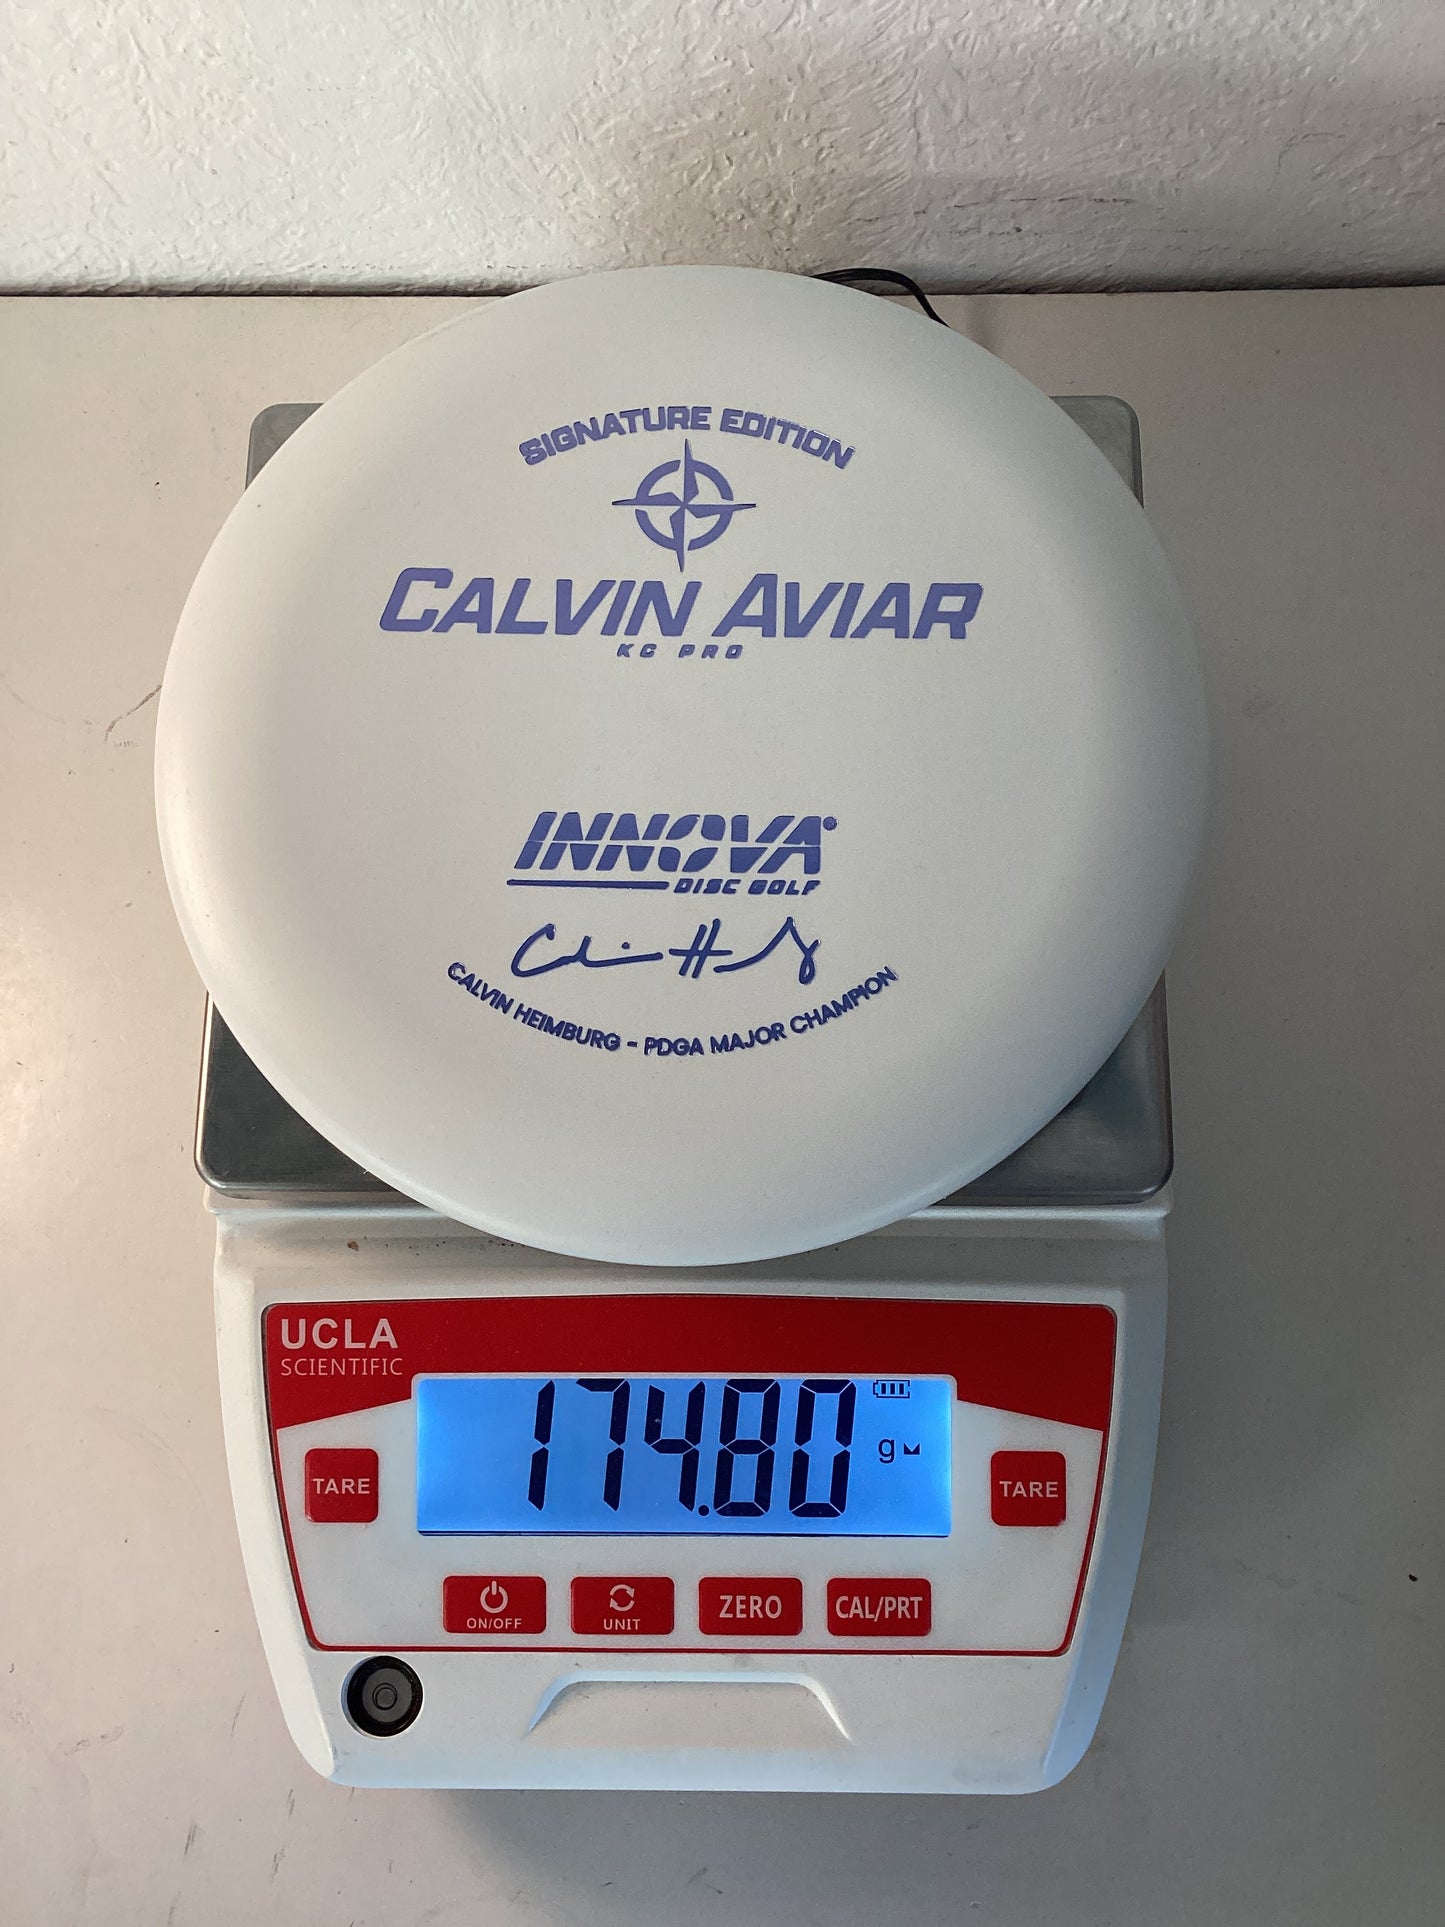 SIGNATURE EDITION
CALVIN AVIAR
KC PRO
INNOVA®
DISC GOLF
Calvin H
CALVIN HEIMBURG - PDGA MAJOR CHAMPION
UCLA
SCIENTIFIC
174.80 g
TARE
TARE
ON/OFF
UNIT
ZERO
CAL/PRT